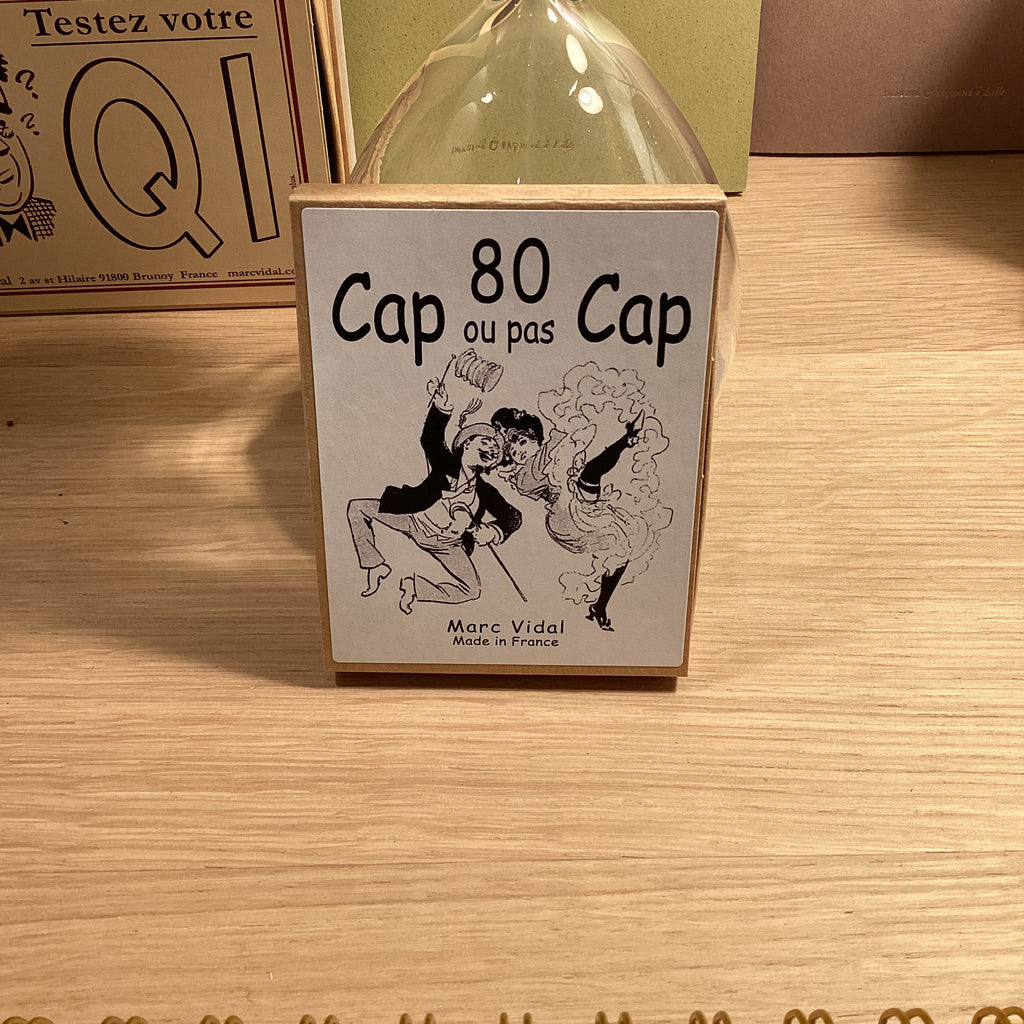 Testez votre
QI
al 2 av st Hilaire 91800 Brunoy France marcvidal.co
80
Cap ou pas Cap
Marc Vidal
Made in France